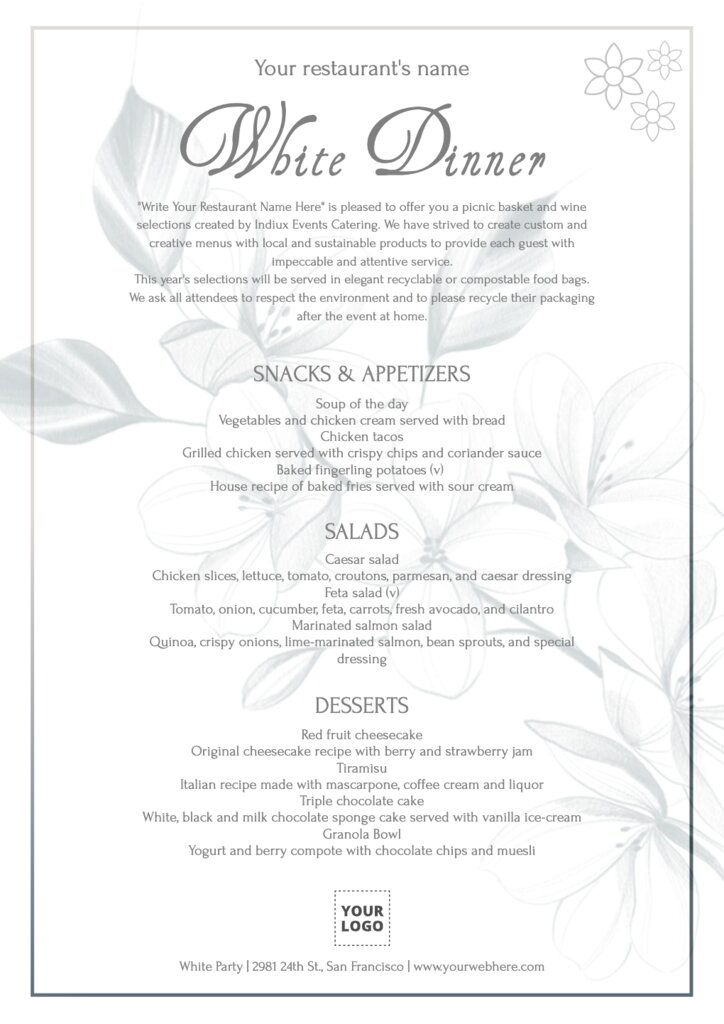 Your restaurant's name
White Dinner
"Write Your Restaurant Name Here" is pleased to offer you a picnic basket and wine
selections created by Indiux Events Catering. We have strived to create custom and
creative menus with local and sustainable products to provide each guest with
impeccable and attentive service.
This year's selections will be served in elegant recyclable or compostable food bags.
We ask all attendees to respect the environment and to please recycle their packaging
after the event at home.
SNACKS & APPETIZERS
Soup of the day
Vegetables and chicken cream served with bread
Chicken tacos
Grilled chicken served with crispy chips and coriander sauce
Baked fingerling potatoes (v)
House recipe of baked fries served with sour cream
SALADS
Caesar salad
Chicken slices, lettuce, tomato, croutons, parmesan, and caesar dressing
Feta salad (v)
Tomato, onion, cucumber, feta, carrots, fresh avocado, and cilantro
Marinated salmon salad
Quinoa, crispy onions, lime-marinated salmon, bean sprouts, and special
dressing
DESSERTS
Red fruit cheesecake
Original cheesecake recipe with berry and strawberry jam
Tiramisu
Italian recipe made with mascarpone, coffee cream and liquor
Triple chocolate cake
White, black and milk chocolate sponge cake served with vanilla ice-cream
Granola Bowl
Yogurt and berry compote with chocolate chips and muesli
YOUR
LOGO
White Party | 2981 24th St., San Francisco | www.yourwebhere.com